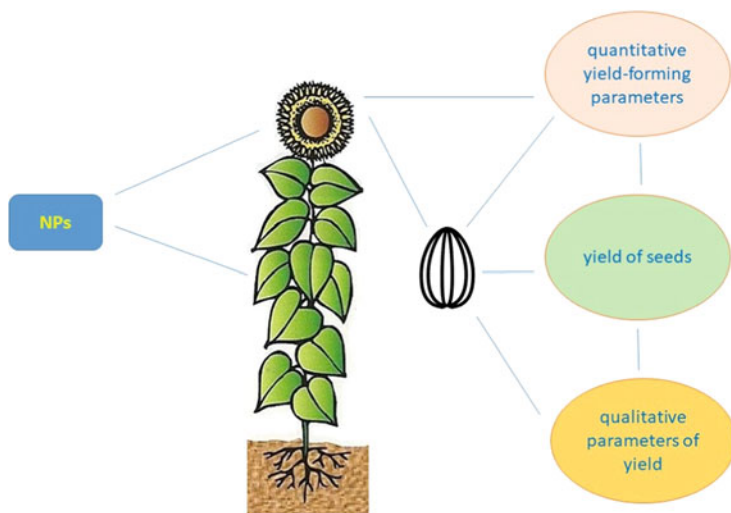 NPs
quantitative
yield-forming
parameters
yield of seeds
qualitative
parameters of
yield